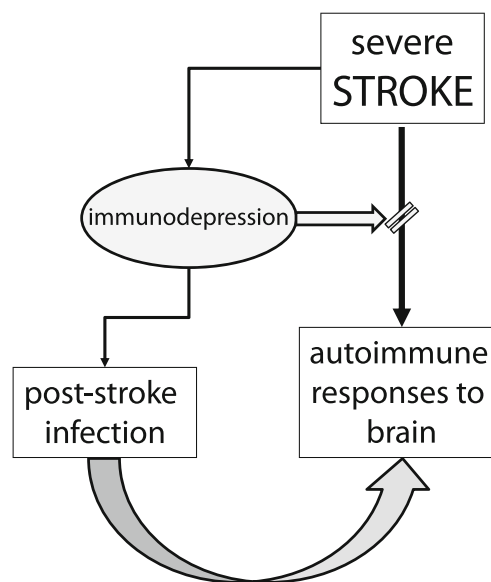 severe
STROKE
immunodepression
post-stroke
infection
autoimmune
responses to
brain